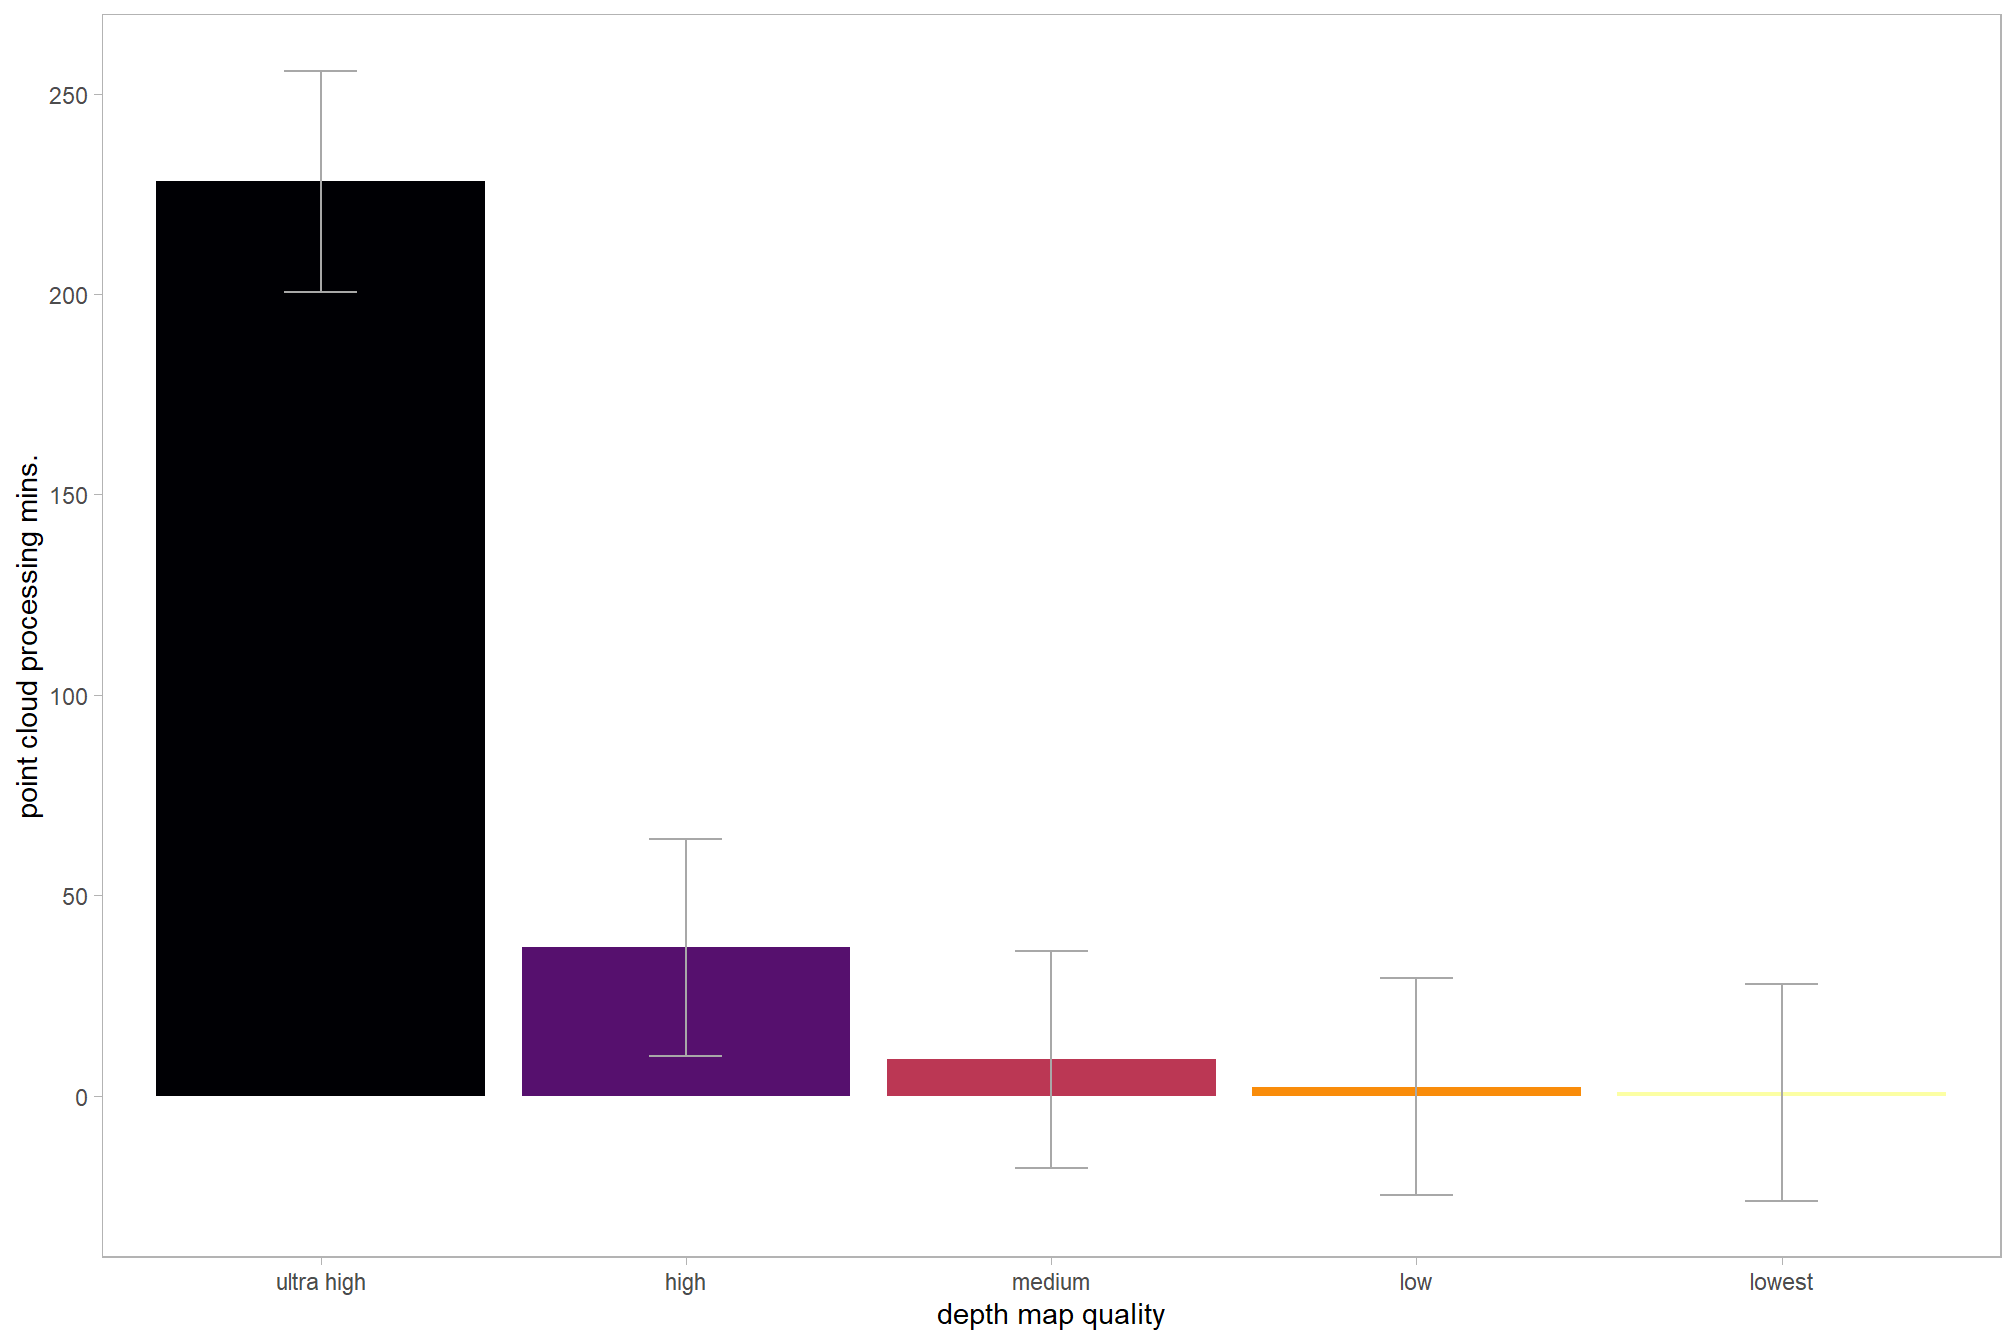 250
200
150
100
50
0
point cloud processing mins.
ultra high
high
medium
low
lowest
depth map quality